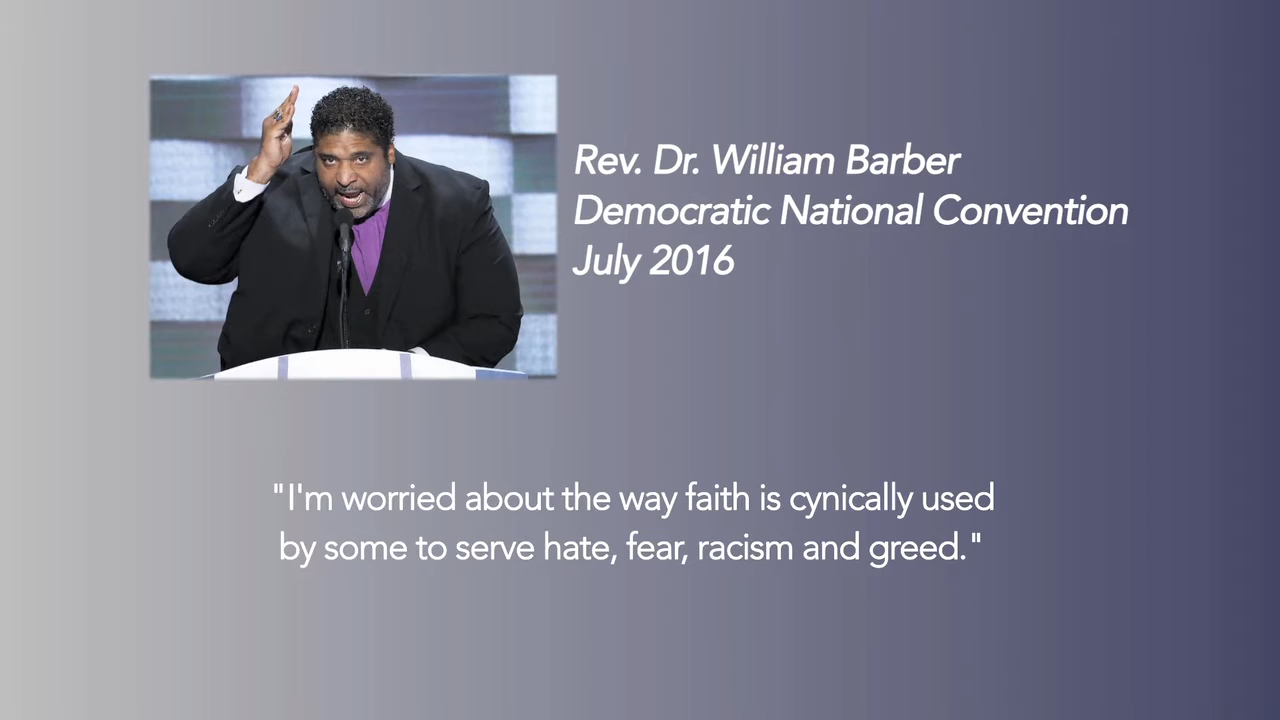 Rev. Dr. William Barber
Democratic National Convention
July 2016
"I'm worried about the way faith is cynically used
by some to serve hate, fear, racism and greed."